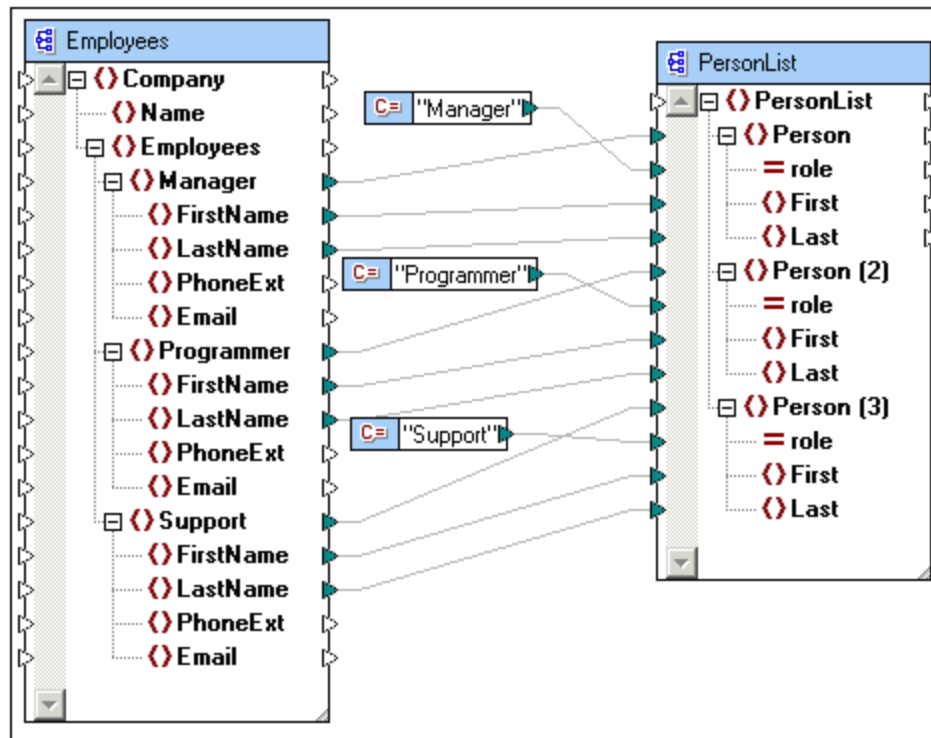 Employees
Company
Name
Employees
Manager
FirstName
LastName
PhoneExt
Email
Programmer
FirstName
LastName
PhoneExt
Email
Support
FirstName
LastName
PhoneExt
Email
C= "Manager"
C= "Programmer"
C= "Support"
PersonList
PersonList
Person
role
First
Last
Person (2)
role
First
Last
Person (3)
role
First
Last